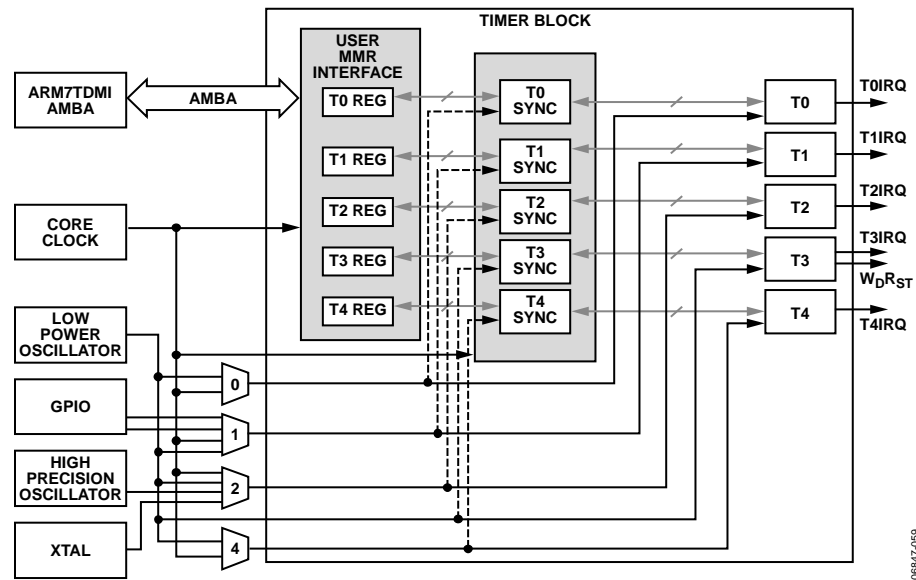 TIMER BLOCK
USER
MMR
INTERFACE
ARM7TDMI
AMBA
AMBA
T0 REG
T0
SYNC
T0
T0IRQ
T1 REG
T1
SYNC
T1
T1IRQ
CORE
CLOCK
T2 REG
T2
SYNC
T2
T2IRQ
T3 REG
T3
SYNC
T3
T3IRQ
WDRST
LOW
POWER
OSCILLATOR
T4 REG
T4
SYNC
T4
T4IRQ
0
GPIO
1
HIGH
PRECISION
OSCILLATOR
2
XTAL
4
06847-059